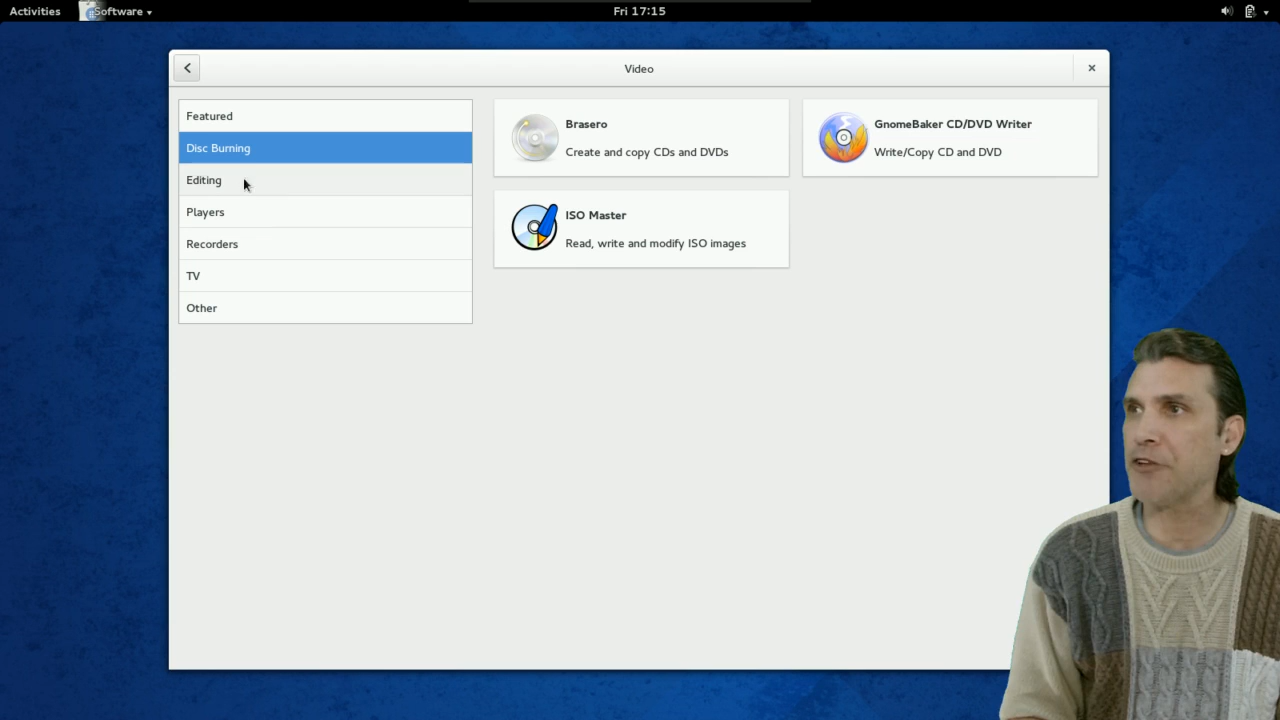 Activities
Software
Fri 17:15
Video
Featured
Disc Burning
Editing
Players
Recorders
TV
Other
Brasero
Create and copy CDs and DVDs
GnomeBaker CD/DVD Writer
Write/Copy CD and DVD
ISO Master
Read, write and modify ISO images